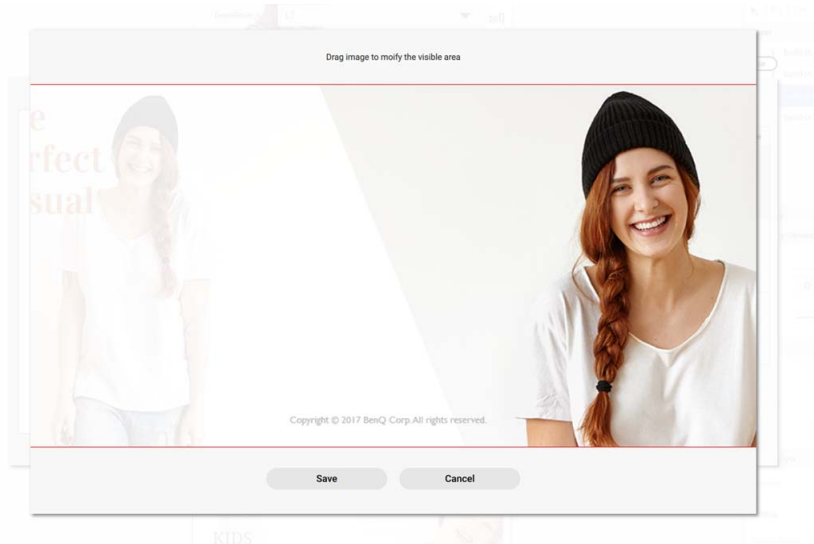 Drag image to moify the visible area
e
rfect
sual
Copyright © 2017 BenQ Corp. All rights reserved.
Save
Cancel
KIDS